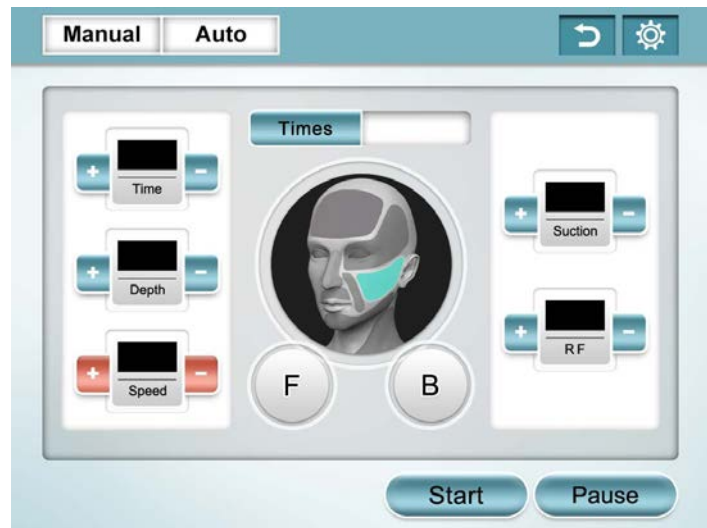 Manual Auto
Times
+ - Time
+ - Depth
+ - Speed
F B
+ - Suction
+ - RF
Start Pause